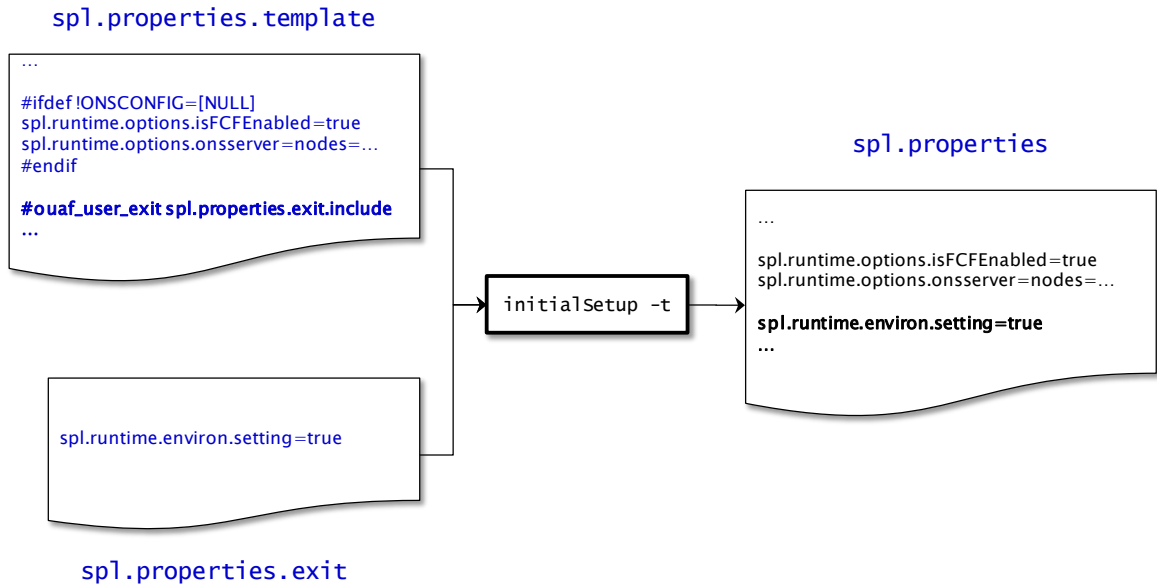 spl.properties.template
…
#ifdef !ONSCONFIG=[NULL]
spl.runtime.options.isFCFEnabled=true
spl.runtime.options.onsserver=nodes=…
#endif
#ouaf_user_exit spl.properties.exit.include
…
spl.runtime.environ.setting=true
spl.properties.exit
initialSetup -t
spl.properties
…
spl.runtime.options.isFCFEnabled=true
spl.runtime.options.onsserver=nodes=…
spl.runtime.environ.setting=true
…